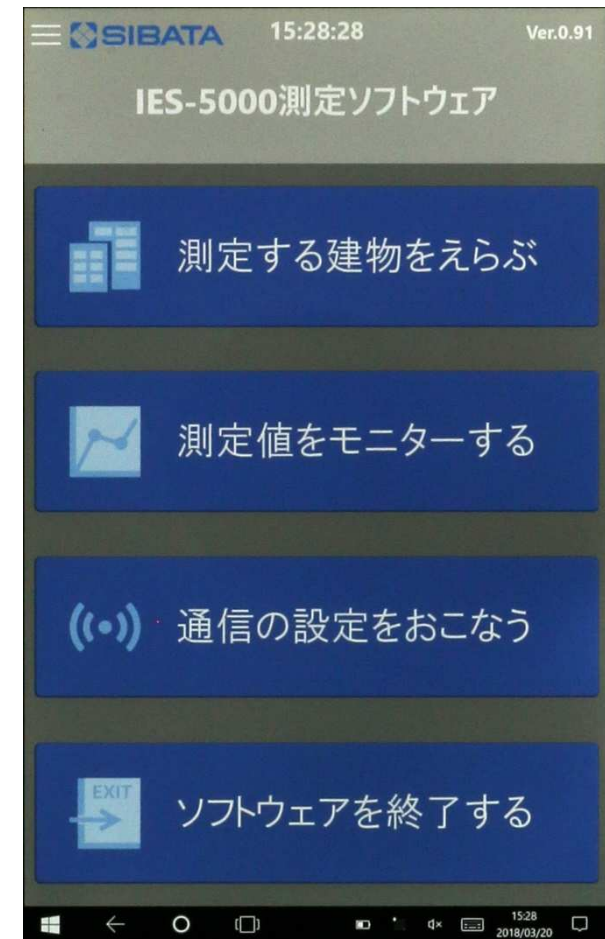 SIBATA 15:28:28 Ver.0.91
IES-5000測定ソフトウェア
測定する建物をえらぶ
測定値をモニターする
通信の設定をおこなう
EXIT
ソフトウェアを終了する
15:28
2018/03/20